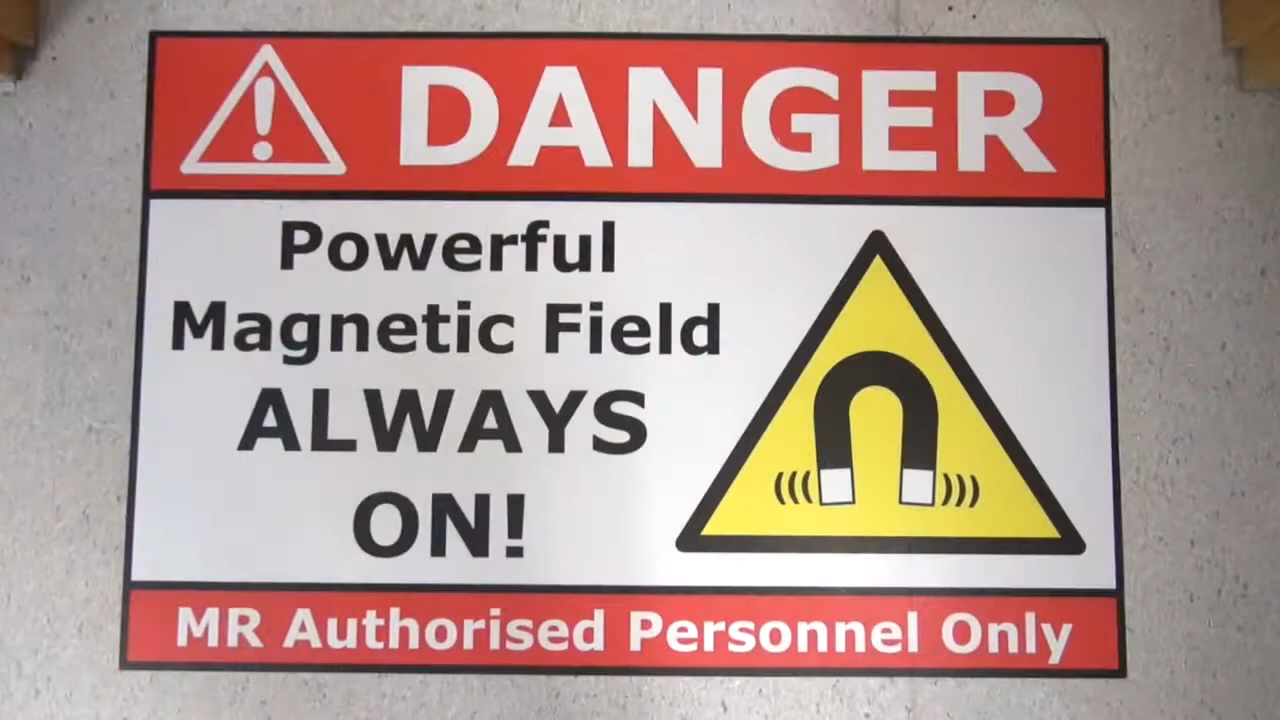 DANGER
Powerful
Magnetic Field
ALWAYS
ON!
MR Authorised Personnel Only